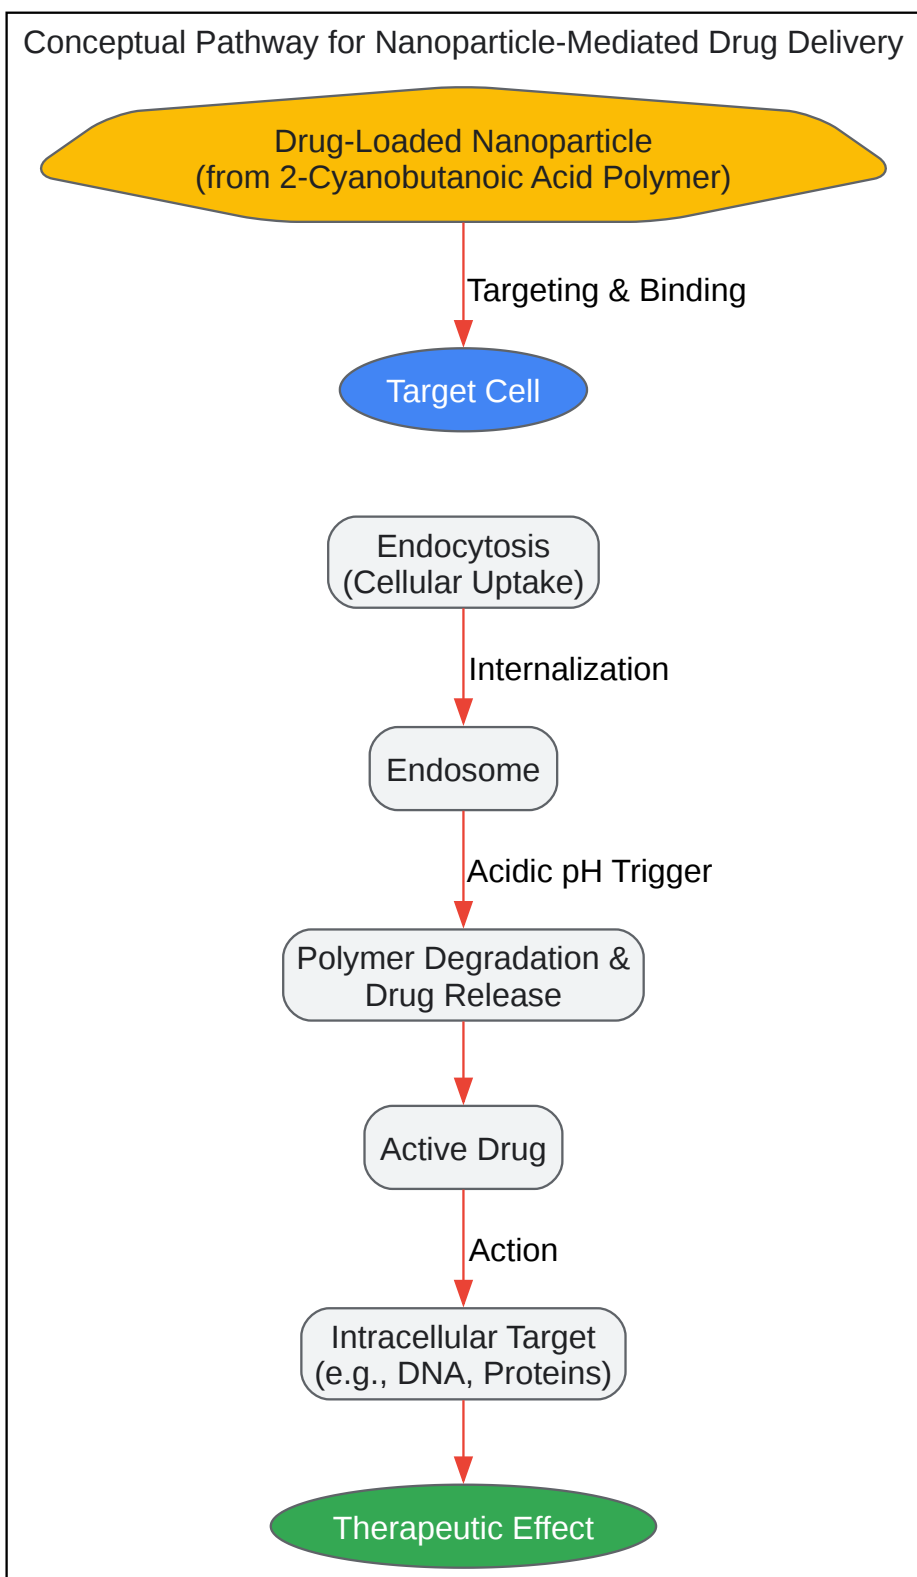 Conceptual Pathway for Nanoparticle-Mediated Drug Delivery
Drug-Loaded Nanoparticle
(from 2-Cyanobutanoic Acid Polymer)
Targeting & Binding
Target Cell
Endocytosis
(Cellular Uptake)
Internalization
Endosome
Acidic pH Trigger
Polymer Degradation &
Drug Release
Active Drug
Action
Intracellular Target
(e.g., DNA, Proteins)
Therapeutic Effect